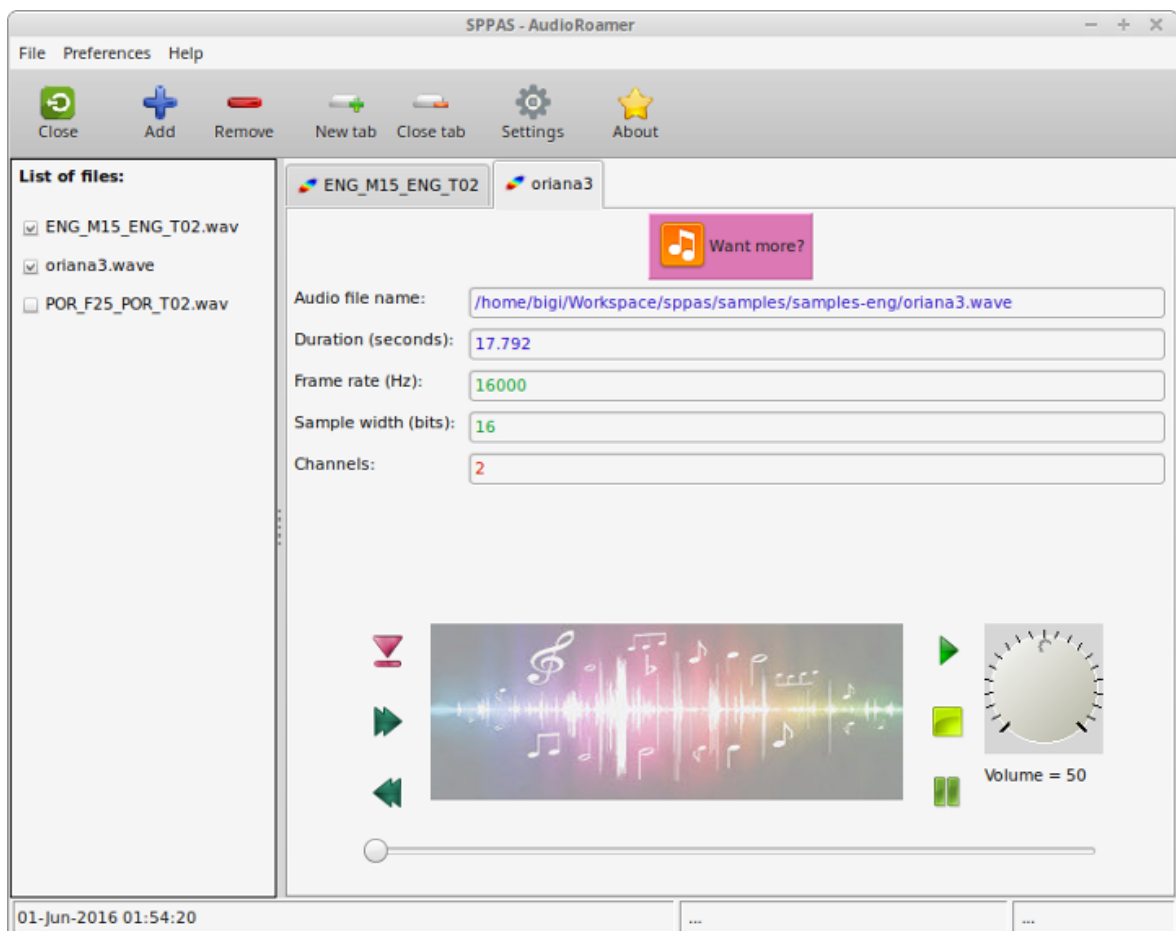 SPPAS - AudioRoamer
File Preferences Help
Close Add Remove New tab Close tab Settings About
List of files:
ENG_M15_ENG_T02.wav
oriana3.wave
POR_F25_POR_T02.wav
ENG_M15_ENG_T02 oriana3
Want more?
Audio file name: /home/bigi/Workspace/sppas/samples/samples-eng/oriana3.wave
Duration (seconds): 17.792
Frame rate (Hz): 16000
Sample width (bits): 16
Channels: 2
Volume = 50
01-Jun-2016 01:54:20 ... ...